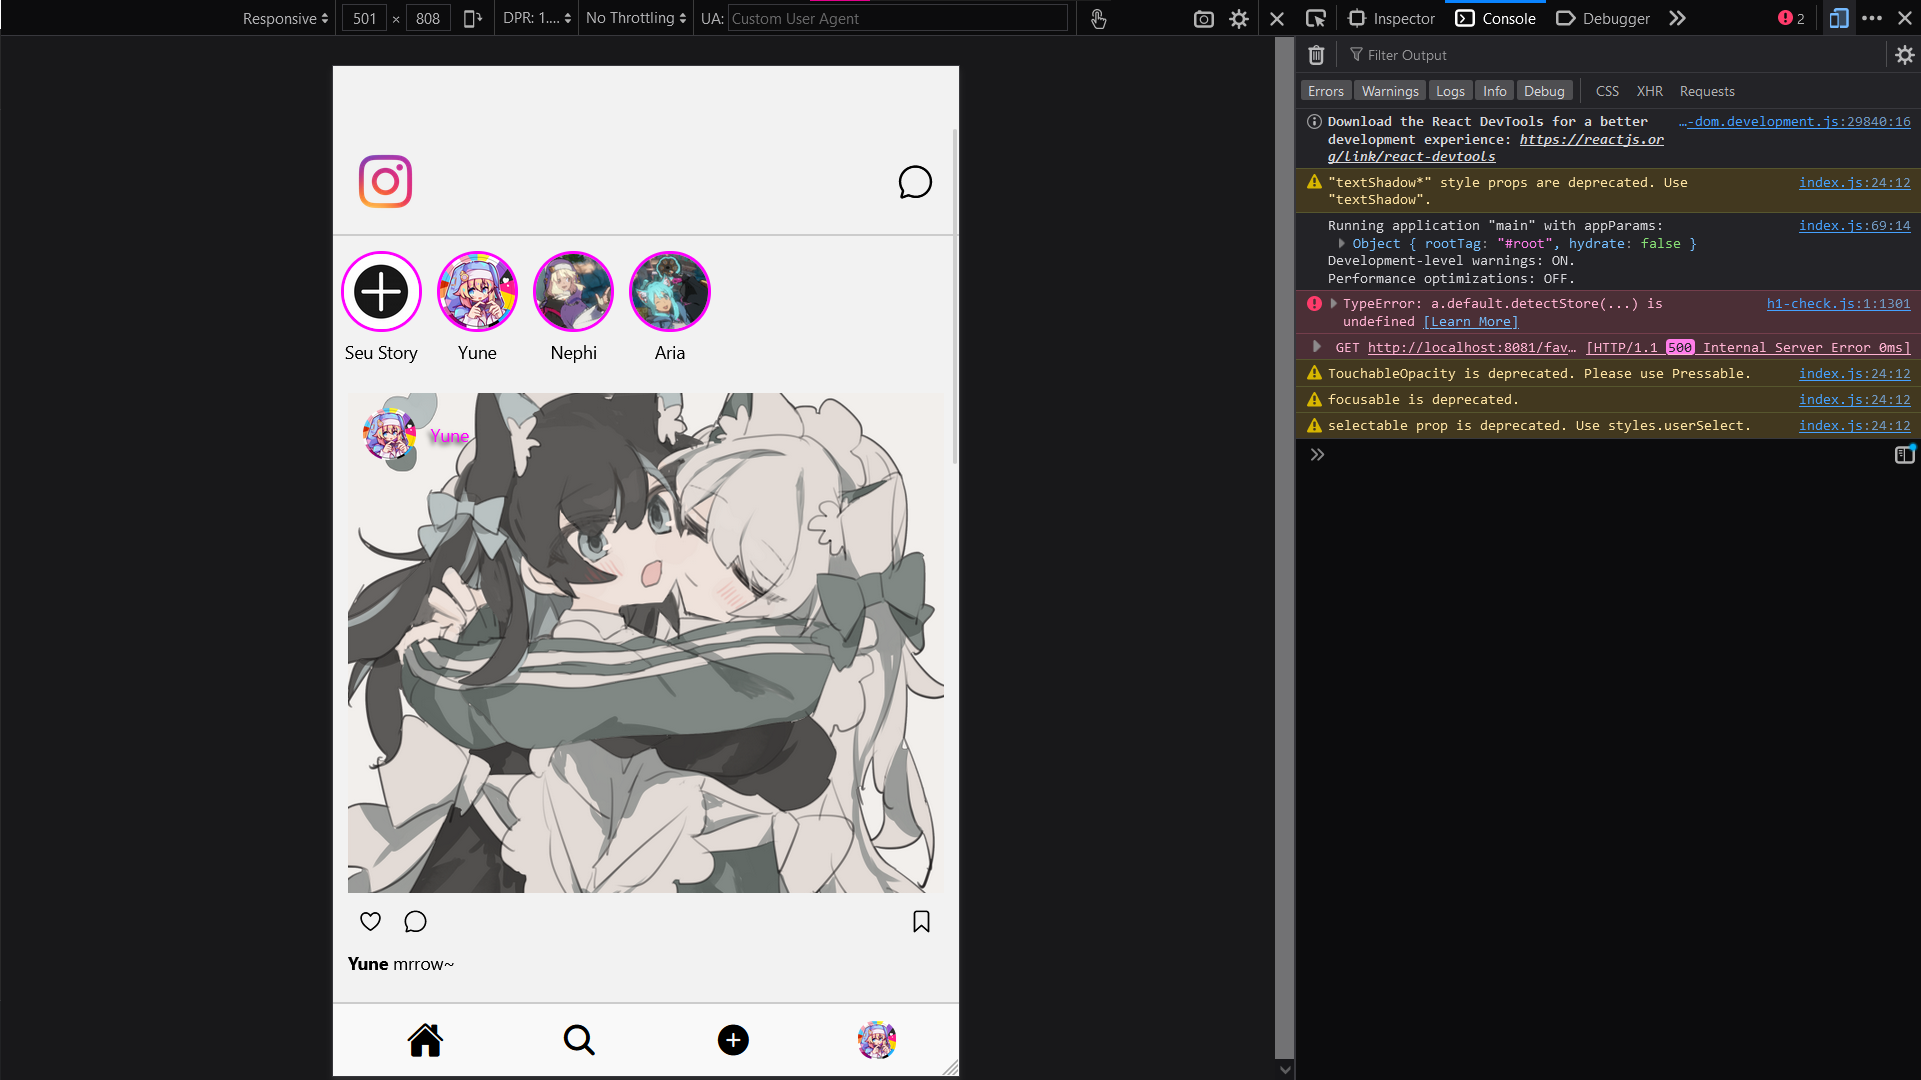 Responsive 501 × 808 DPR: 1.... No Throttling UA: Custom User Agent
Inspector Console Debugger 2
Filter Output
Errors Warnings Logs Info Debug CSS XHR Requests
Download the React DevTools for a better …-dom.development.js:29840:16
development experience: https://reactjs.or
g/link/react-devtools
"textShadow*" style props are deprecated. Use index.js:24:12
"textShadow".
Running application "main" with appParams: index.js:69:14
Object { rootTag: "#root", hydrate: false }
Development-level warnings: ON.
Performance optimizations: OFF.
TypeError: a.default.detectStore(...) is h1-check.js:1:1301
undefined [Learn More]
GET http://localhost:8081/fav… [HTTP/1.1 500 Internal Server Error 0ms]
TouchableOpacity is deprecated. Please use Pressable. index.js:24:12
focusable is deprecated. index.js:24:12
selectable prop is deprecated. Use styles.userSelect. index.js:24:12
Seu Story Yune Nephi Aria
Yune
Yune mrrow~